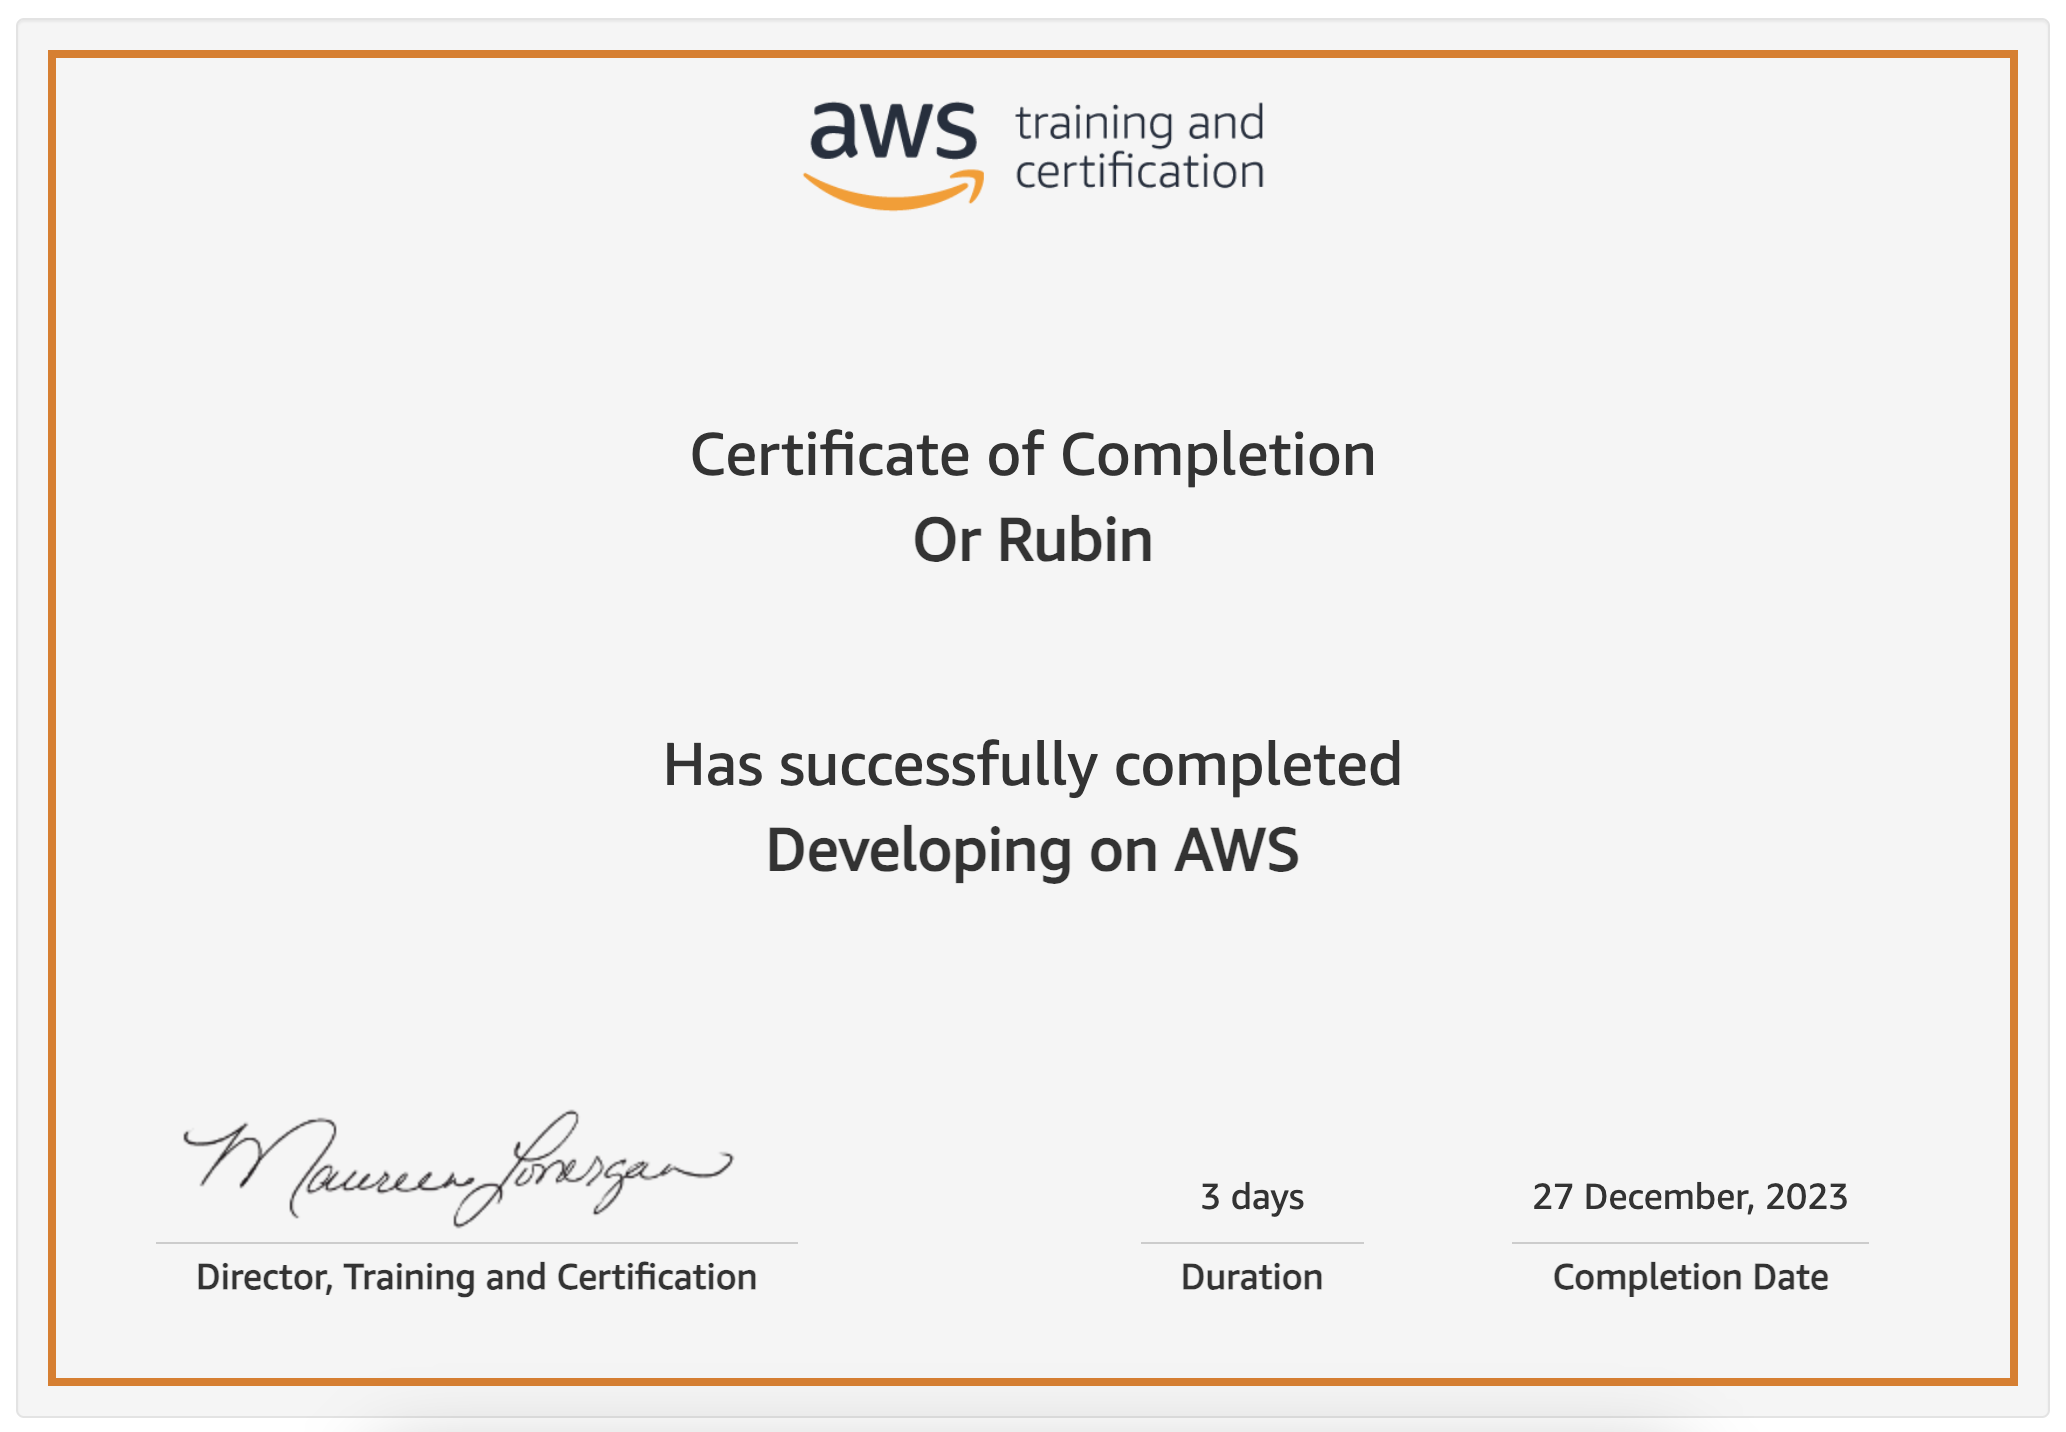 aws training and
certification
Certificate of Completion
Or Rubin
Has successfully completed
Developing on AWS
Maureen Lonergan
3 days
27 December, 2023
Director, Training and Certification
Duration
Completion Date